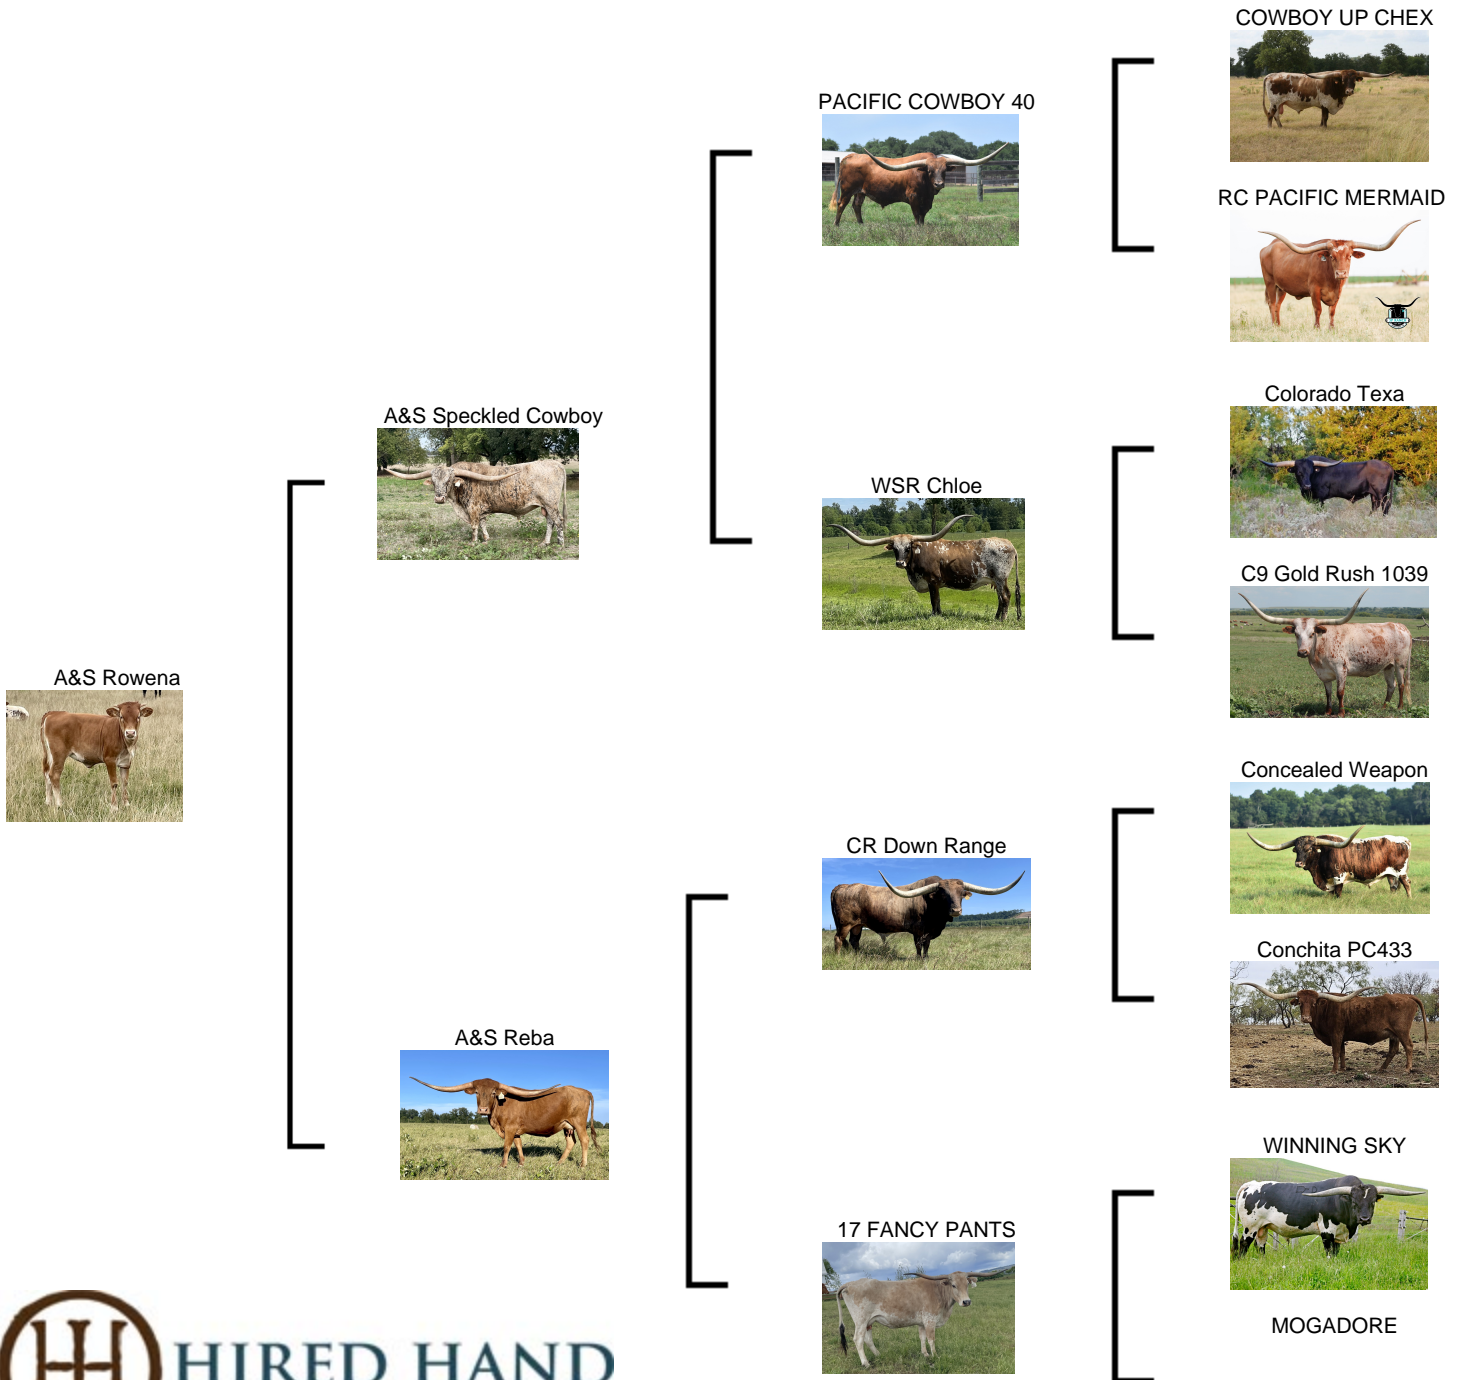 COWBOY UP CHEX
PACIFIC COWBOY 40
RC PACIFIC MERMAID
A&S Speckled Cowboy
Colorado Texa
WSR Chloe
C9 Gold Rush 1039
A&S Rowena
Concealed Weapon
CR Down Range
Conchita PC433
A&S Reba
WINNING SKY
17 FANCY PANTS
MOGADORE
HIRED HAND